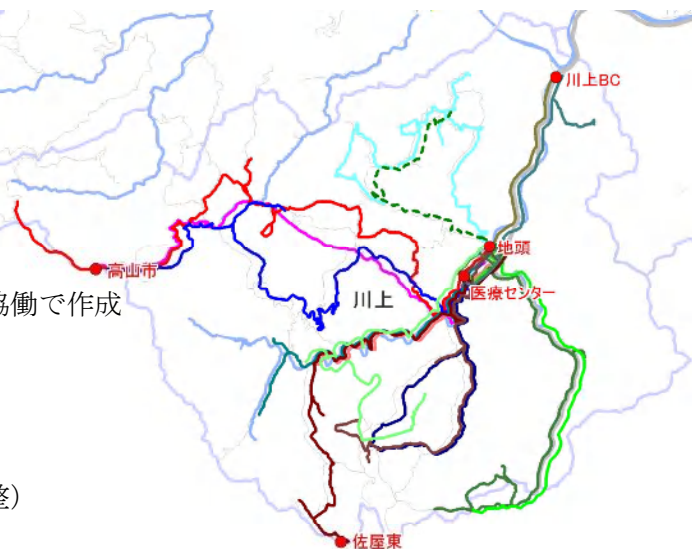 川上BC
地頭
高山市
医療センター
川上
協働で作成
佐屋東